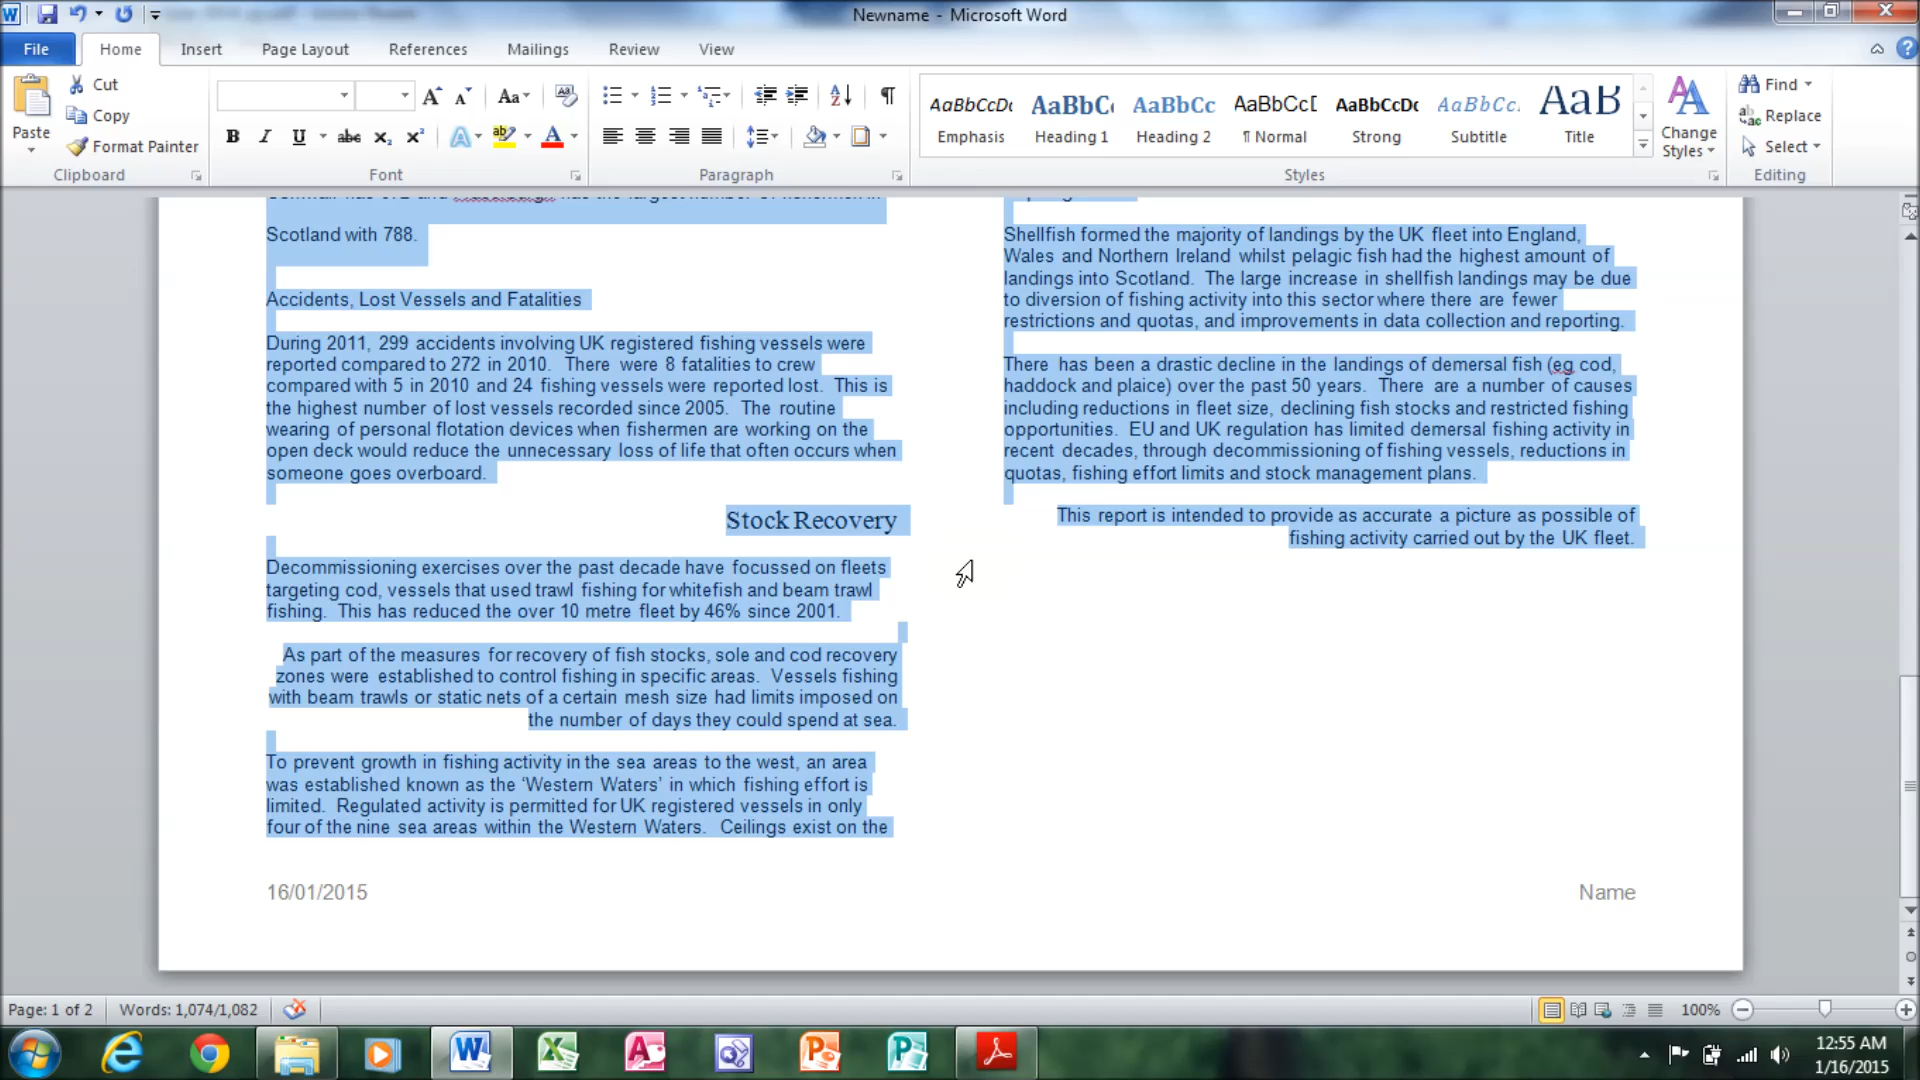 Newname - Microsoft Word
File Home Insert Page Layout References Mailings Review View
Paste
Cut
Copy
Format Painter
Clipboard
Font
Paragraph
AaBbCcDc AaBbC AaBbCc AaBbCcD AaBbCcDc AaBbCc. AaB
Emphasis Heading 1 Heading 2 ¶ Normal Strong Subtitle Title
Change
Styles
Styles
Find
Replace
Select
Editing
has the largest number of fishermen in
Scotland with 788.
Accidents, Lost Vessels and Fatalities
During 2011, 299 accidents involving UK registered fishing vessels were
reported compared to 272 in 2010. There were 8 fatalities to crew
compared with 5 in 2010 and 24 fishing vessels were reported lost. This is
the highest number of lost vessels recorded since 2005. The routine
wearing of personal flotation devices when fishermen are working on the
open deck would reduce the unnecessary loss of life that often occurs when
someone goes overboard.
Stock Recovery
Decommissioning exercises over the past decade have focussed on fleets
targeting cod, vessels that used trawl fishing for whitefish and beam trawl
fishing. This has reduced the over 10 metre fleet by 46% since 2001.
As part of the measures for recovery of fish stocks, sole and cod recovery
zones were established to control fishing in specific areas. Vessels fishing
with beam trawls or static nets of a certain mesh size had limits imposed on
the number of days they could spend at sea.
To prevent growth in fishing activity in the sea areas to the west, an area
was established known as the ‘Western Waters’ in which fishing effort is
limited. Regulated activity is permitted for UK registered vessels in only
four of the nine sea areas within the Western Waters. Ceilings exist on the
Shellfish formed the majority of landings by the UK fleet into England,
Wales and Northern Ireland whilst pelagic fish had the highest amount of
landings into Scotland. The large increase in shellfish landings may be due
to diversion of fishing activity into this sector where there are fewer
restrictions and quotas, and improvements in data collection and reporting.
There has been a drastic decline in the landings of demersal fish (eg cod,
haddock and plaice) over the past 50 years. There are a number of causes
including reductions in fleet size, declining fish stocks and restricted fishing
opportunities. EU and UK regulation has limited demersal fishing activity in
recent decades, through decommissioning of fishing vessels, reductions in
quotas, fishing effort limits and stock management plans.
This report is intended to provide as accurate a picture as possible of
fishing activity carried out by the UK fleet.
16/01/2015
Name
Page: 1 of 2 Words: 1,074/1,082 100%
12:55 AM
1/16/2015